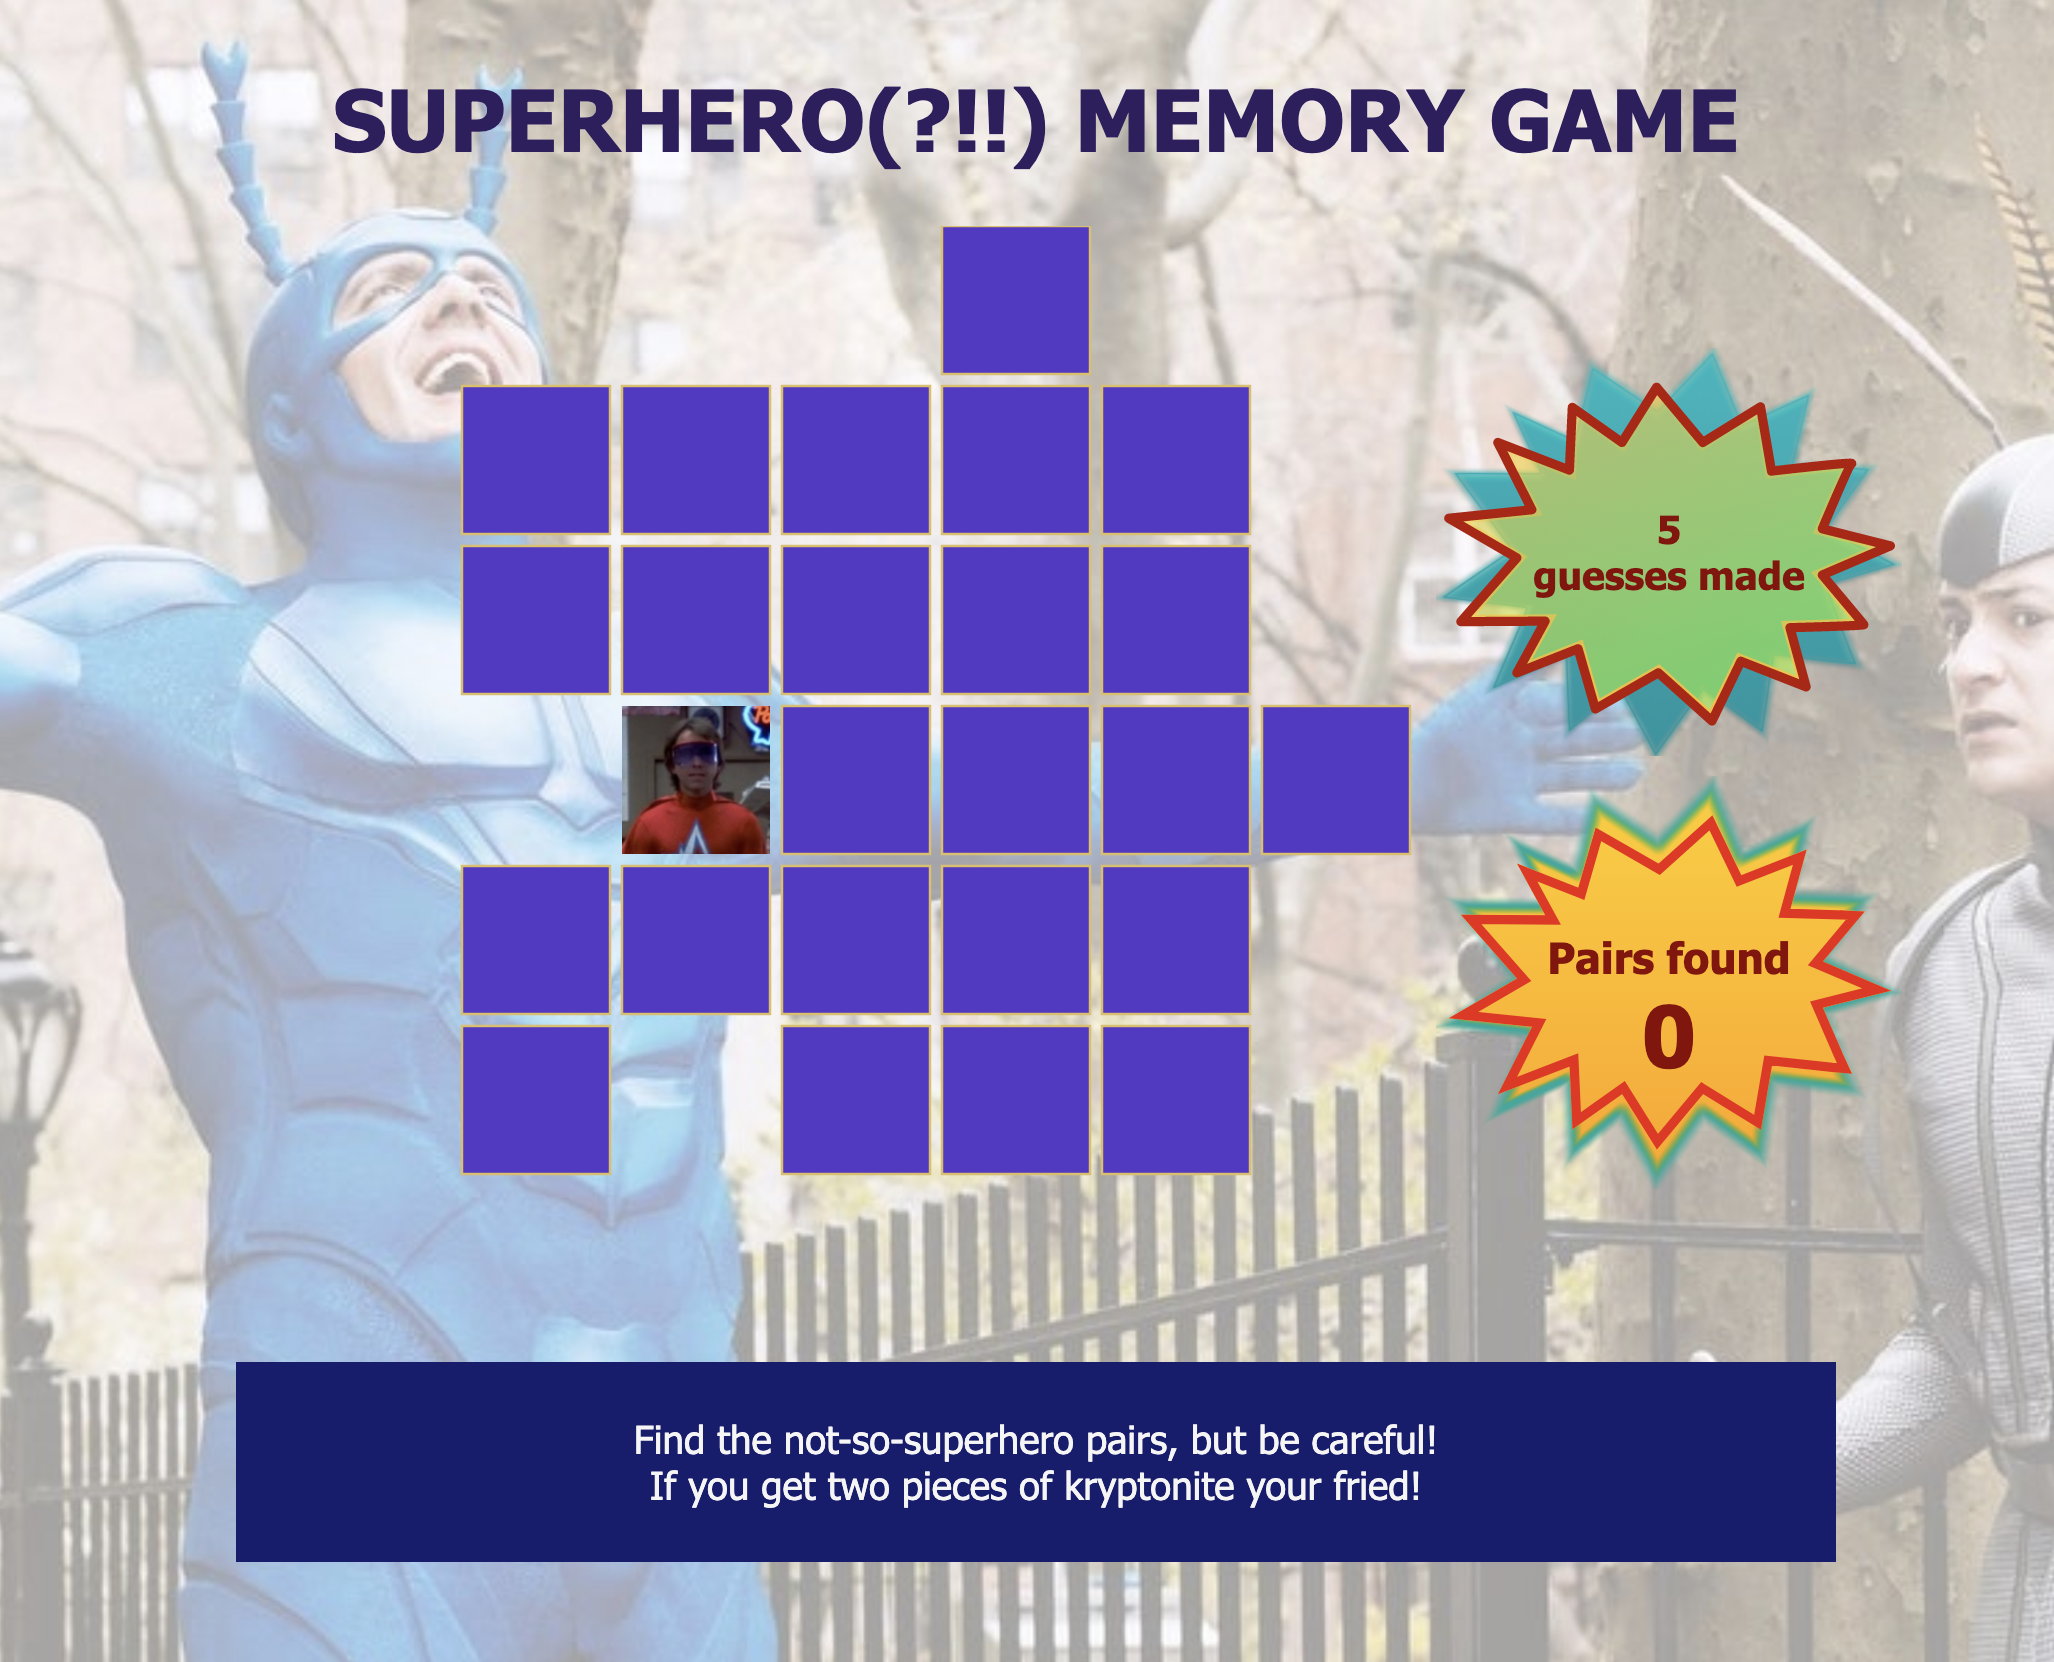 SUPERHERO(?!!) MEMORY GAME
5
guesses made
Pairs found
0
Find the not-so-superhero pairs, but be careful!
If you get two pieces of kryptonite your fried!